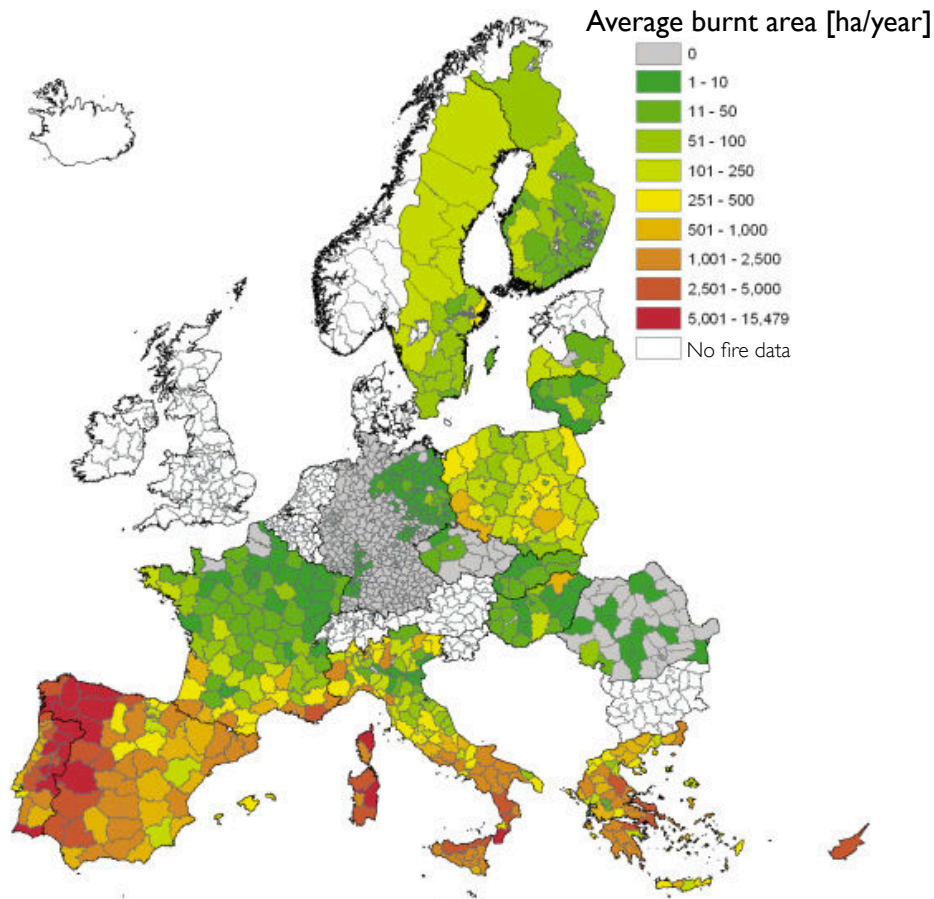 Average burnt area [ha/year]
0
1 - 10
11 - 50
51 - 100
101 - 250
251 - 500
501 - 1,000
1,001 - 2,500
2,501 - 5,000
5,001 - 15,479
No fire data